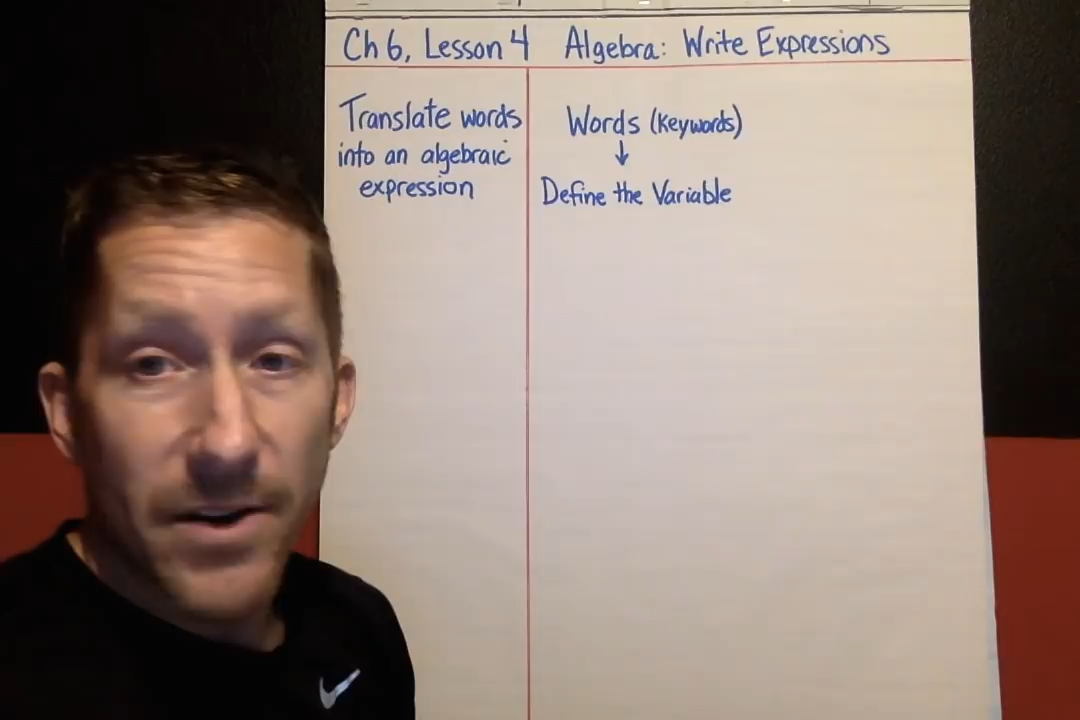 Ch 6, Lesson 4 Algebra: Write Expressions
Translate words
into an algebraic
expression
Words (keywords)
↓
Define the Variable